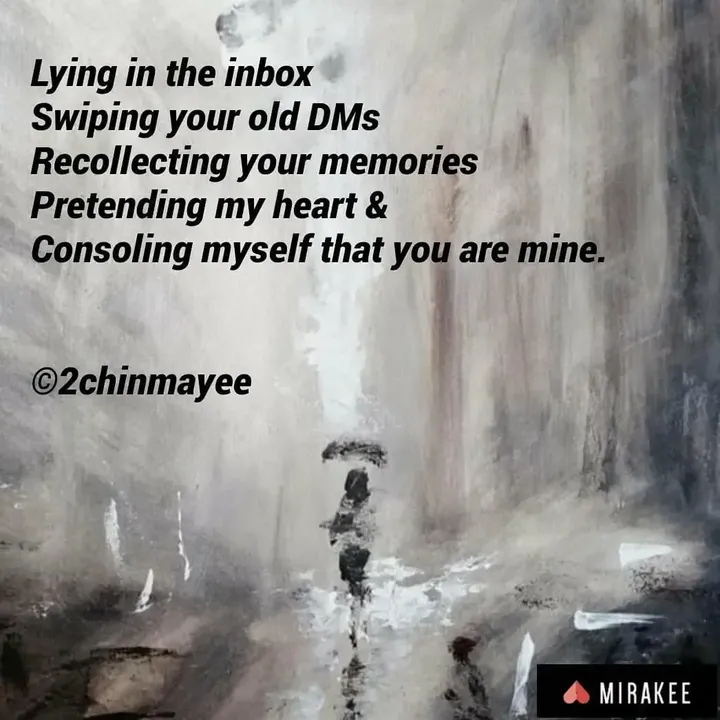 Lying in the inbox
Swiping your old DMs
Recollecting your memories
Pretending my heart &
Consoling myself that you are mine.
©2chinmayee
MIRAKEE